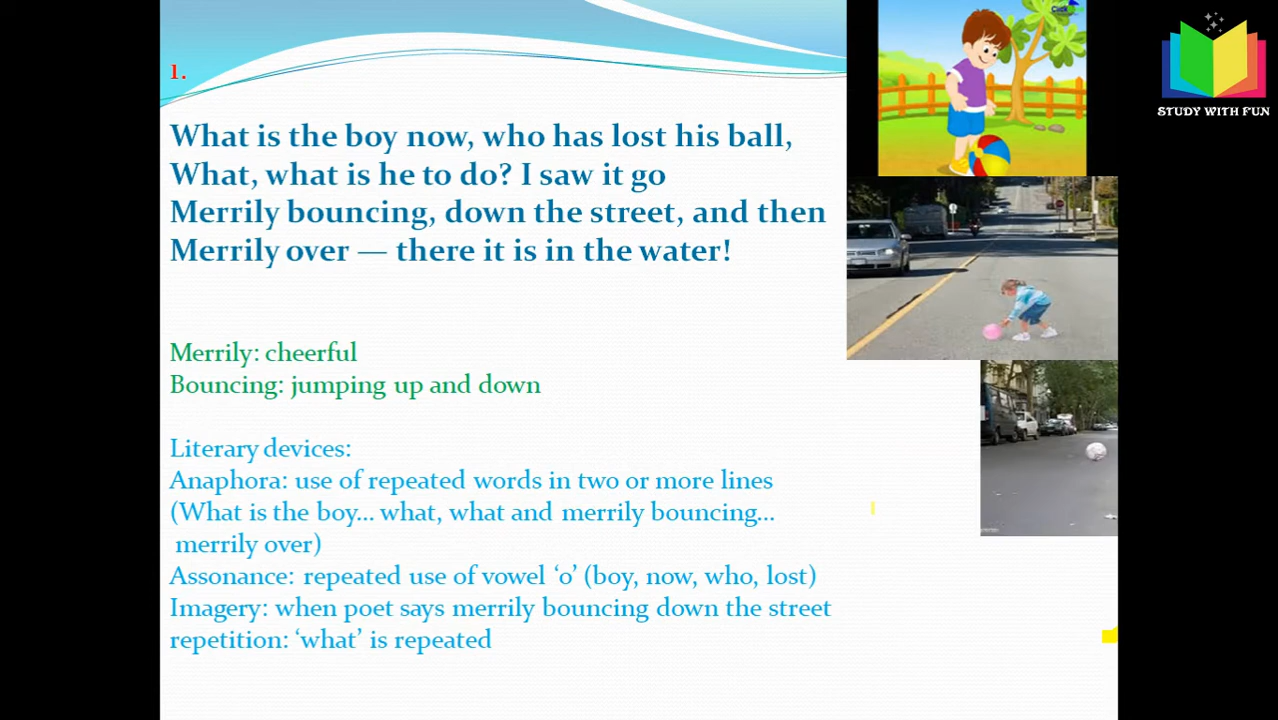 1.
What is the boy now, who has lost his ball,
What, what is he to do? I saw it go
Merrily bouncing, down the street, and then
Merrily over — there it is in the water!
Merrily: cheerful
Bouncing: jumping up and down
Literary devices:
Anaphora: use of repeated words in two or more lines
(What is the boy... what, what and merrily bouncing...
merrily over)
Assonance: repeated use of vowel ‘o’ (boy, now, who, lost)
Imagery: when poet says merrily bouncing down the street
repetition: ‘what’ is repeated
STUDY WITH FUN